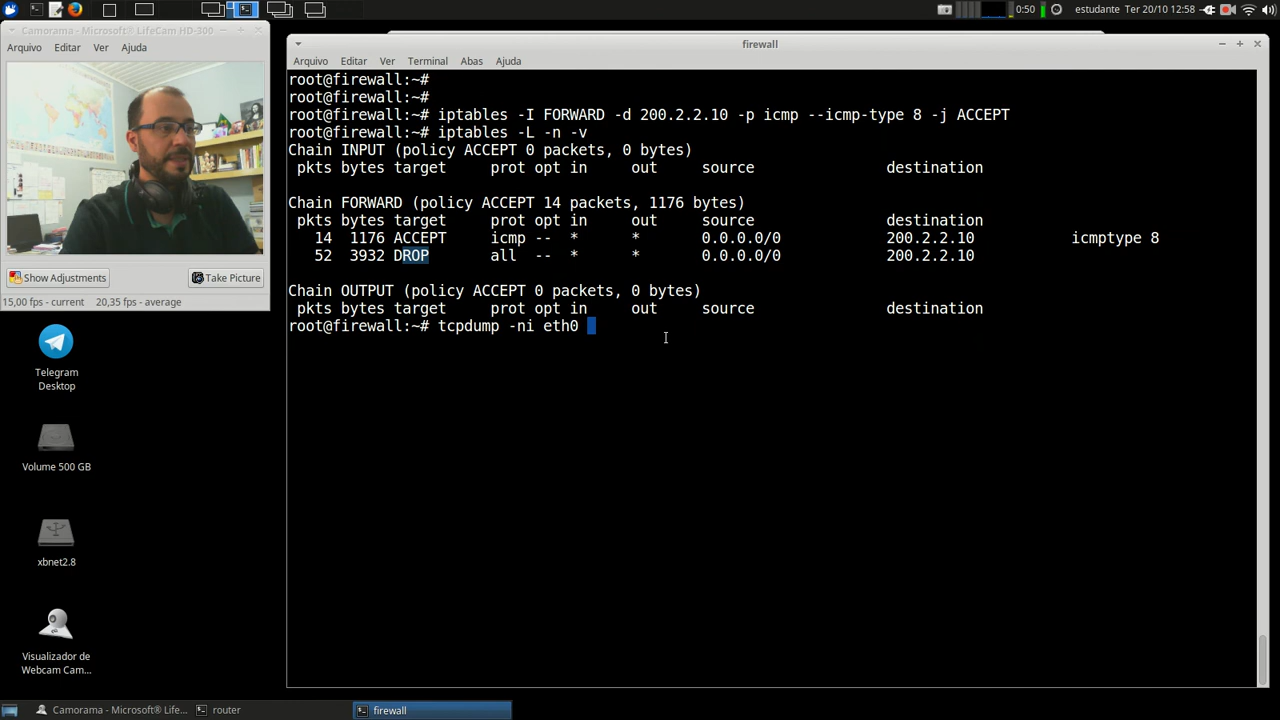 0:50 estudante Ter 20/10 12:58
Camorama - Microsoft® LifeCam HD-300
Arquivo Editar Ver Ajuda
Show Adjustments Take Picture
15,00 fps - current 20,35 fps - average
Telegram
Desktop
Volume 500 GB
xbnet2.8
Visualizador de
Webcam Cam...
firewall
Arquivo Editar Ver Terminal Abas Ajuda
root@firewall:~#
root@firewall:~#
root@firewall:~# iptables -I FORWARD -d 200.2.2.10 -p icmp --icmp-type 8 -j ACCEPT
root@firewall:~# iptables -L -n -v
Chain INPUT (policy ACCEPT 0 packets, 0 bytes)
pkts bytes target prot opt in out source destination
Chain FORWARD (policy ACCEPT 14 packets, 1176 bytes)
pkts bytes target prot opt in out source destination
14 1176 ACCEPT icmp -- * * 0.0.0.0/0 200.2.2.10 icmptype 8
52 3932 DROP all -- * * 0.0.0.0/0 200.2.2.10
Chain OUTPUT (policy ACCEPT 0 packets, 0 bytes)
pkts bytes target prot opt in out source destination
root@firewall:~# tcpdump -ni eth0
Camorama - Microsoft® LifeCa... router firewall